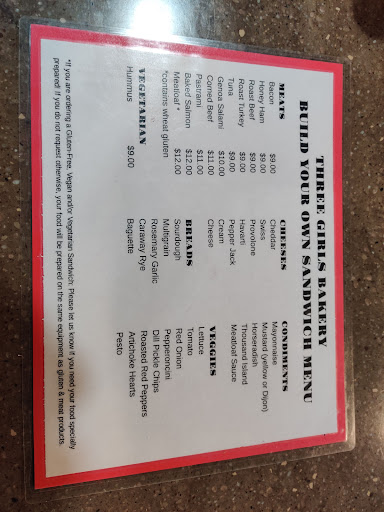 THREE GIRLS BAKERY
BUILD YOUR OWN SANDWICH MENU
MEATS
Bacon $9.00
Honey Ham $9.00
Roast Beef $9.00
Roast Turkey $9.00
Tuna $9.00
Genoa Salami $10.00
Corned Beef $11.00
Pastrami $11.00
Baked Salmon $12.00
Meatloaf * $12.00
*contains wheat gluten
VEGETARIAN
Hummus $9.00
CHEESES
Cheddar
Swiss
Provolone
Havarti
Pepper Jack
Cream
Cheese
BREADS
Sourdough
Multigrain
Rosemary Garlic
Caraway Rye
Baguette
CONDIMENTS
Mayonnaise
Mustard (yellow or Dijon)
Horseradish
Thousand Island
Meatloaf Sauce
VEGGIES
Lettuce
Tomato
Red Onion
Pepperoncini
Dill Pickle Chips
Roasted Red Peppers
Artichoke Hearts
Pesto
*If you are ordering a Gluten-Free, Vegan and/or Vegetarian Sandwich: Please let us know if you need your food specially
prepared! If you do not request otherwise, your food will be prepared on the same equipment as gluten & meat products.